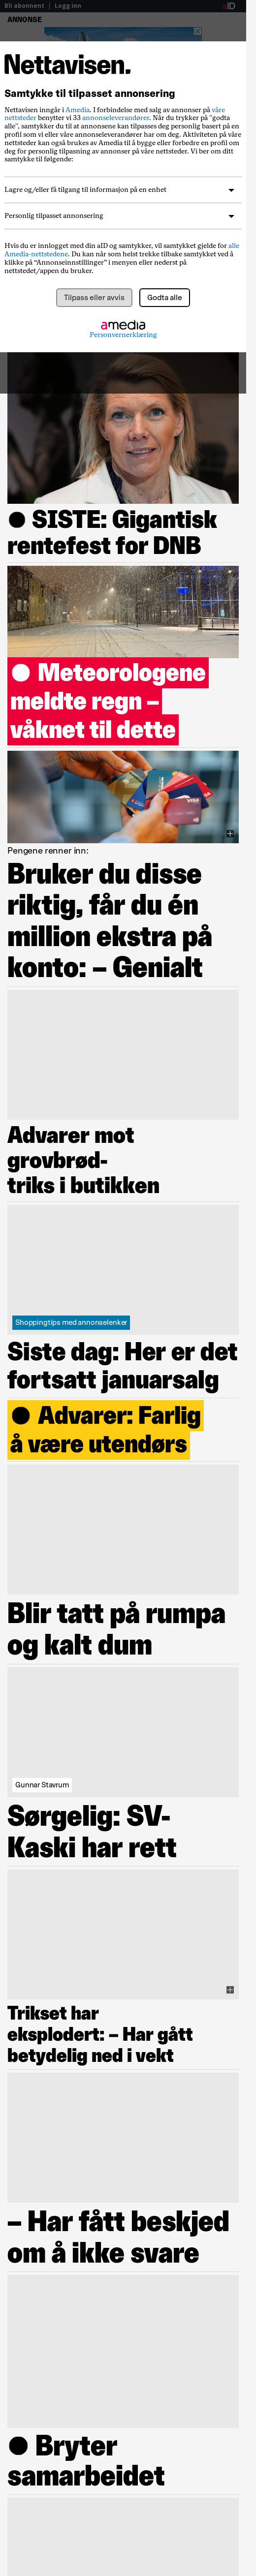 Bli abonnent | Logg inn
aID
ANNONSE
Nettavisen.
Samtykke til tilpasset annonsering
Nettavisen inngår i Amedia. I forbindelse med salg av annonser på våre
nettsteder benytter vi 33 annonseleverandører. Når du trykker på "godta
alle", samtykker du til at annonsene kan tilpasses deg personlig basert på en
profil som vi eller våre annonseleverandører har om deg. Aktiviteten på våre
nettsteder kan også brukes av Amedia til å bygge eller forbedre en profil om
deg for personlig tilpasning av annonser på våre nettsteder. Vi ber om ditt
samtykke til følgende:
Lagre og/eller få tilgang til informasjon på en enhet
Personlig tilpasset annonsering
Hvis du er innlogget med din aID og samtykker, vil samtykket gjelde for alle
Amedia-nettstedene. Du kan når som helst trekke tilbake samtykket ved å
klikke på “Annonseinnstillinger” i menyen eller nederst på
nettstedet/appen du bruker.
Tilpass eller avvis
Godta alle
amedia
Personvernerklæring
● SISTE: Gigantisk
rentefest for DNB
● Meteorologene
meldte regn –
våknet til dette
VISA
Pengene renner inn:
Bruker du disse
riktig, får du én
million ekstra på
konto: – Genialt
Advarer mot
grovbrød-
triks i butikken
Shoppingtips med annonselenker
Siste dag: Her er det
fortsatt januarsalg
● Advarer: Farlig
å være utendørs
Blir tatt på rumpa
og kalt dum
Gunnar Stavrum
Sørgelig: SV-
Kaski har rett
Trikset har
eksplodert: – Har gått
betydelig ned i vekt
– Har fått beskjed
om å ikke svare
● Bryter
samarbeidet